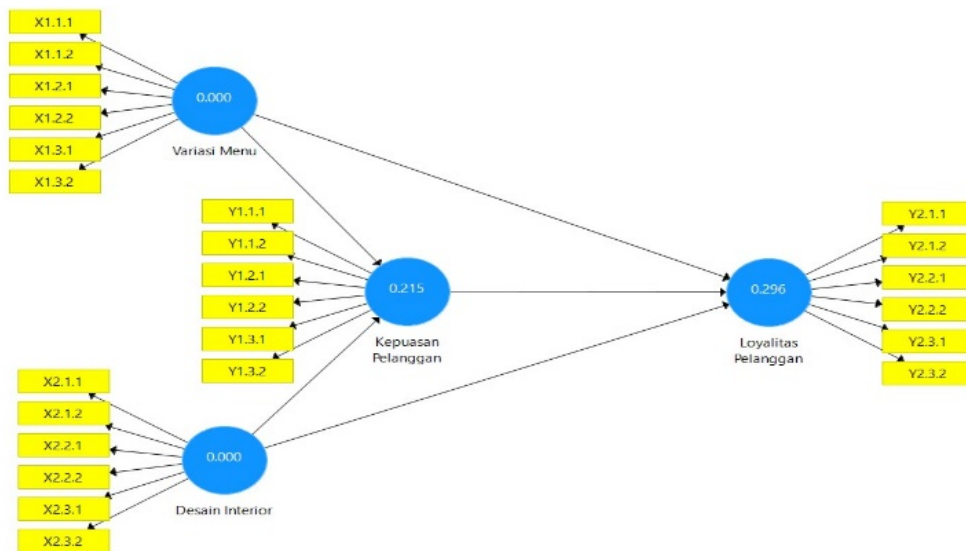 X1.1.1
X1.1.2
X1.2.1
X1.2.2
X1.3.1
X1.3.2
0.000
Variasi Menu
Y1.1.1
Y1.1.2
Y1.2.1
Y1.2.2
Y1.3.1
Y1.3.2
0.215
Kepuasan
Pelanggan
0.296
Loyalitas
Pelanggan
Y2.1.1
Y2.1.2
Y2.2.1
Y2.2.2
Y2.3.1
Y2.3.2
X2.1.1
X2.1.2
X2.2.1
X2.2.2
X2.3.1
X2.3.2
0.000
Desain Interior